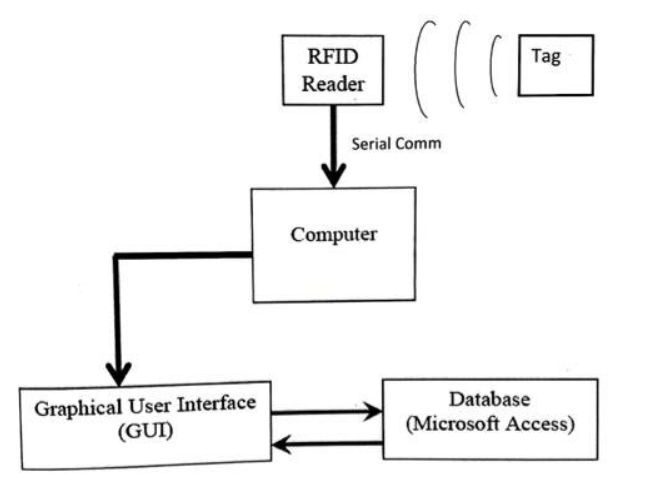 RFID
Reader
Tag
Serial Comm
Computer
Graphical User Interface
(GUI)
Database
(Microsoft Access)